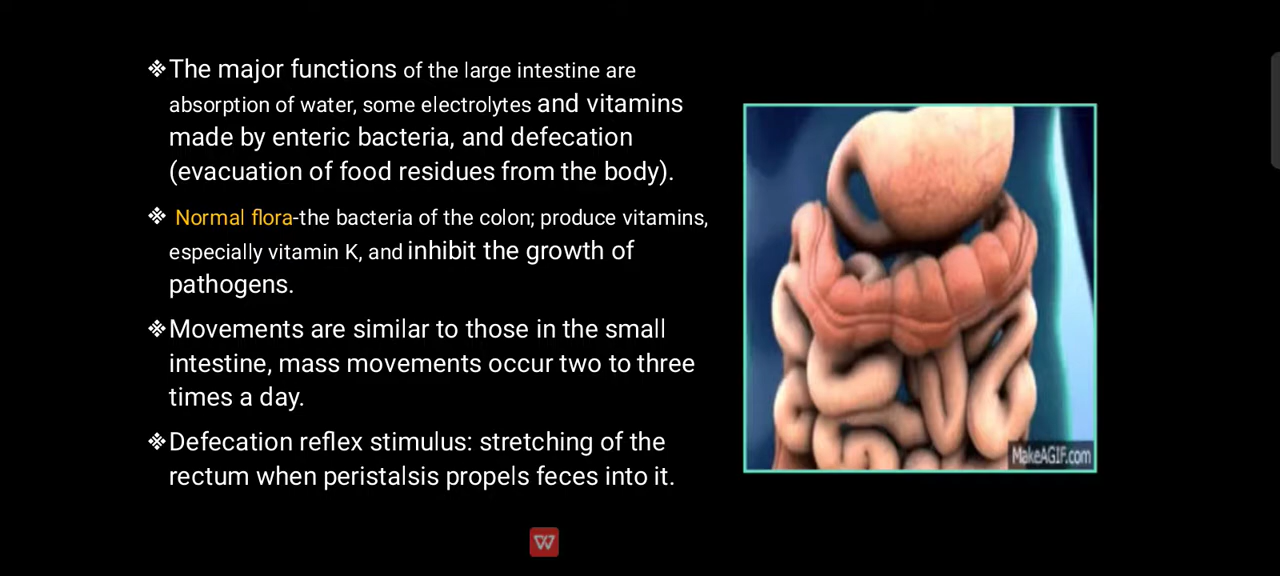 ❖The major functions of the large intestine are
absorption of water, some electrolytes and vitamins
made by enteric bacteria, and defecation
(evacuation of food residues from the body).
❖ Normal flora-the bacteria of the colon; produce vitamins,
especially vitamin K, and inhibit the growth of
pathogens.
❖Movements are similar to those in the small
intestine, mass movements occur two to three
times a day.
❖Defecation reflex stimulus: stretching of the
rectum when peristalsis propels feces into it.
MakeAGIF.com
W